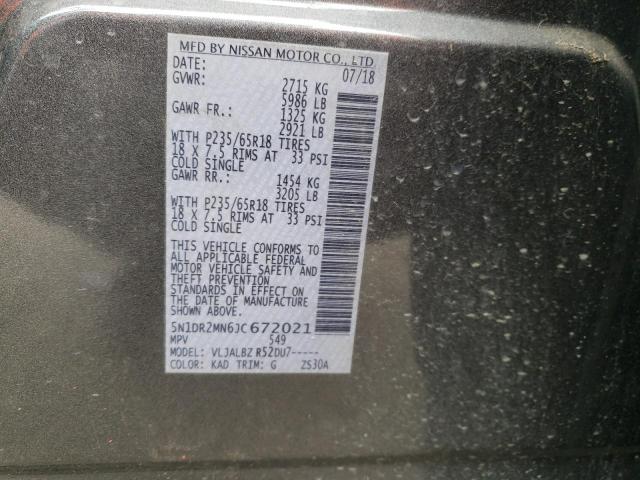 MFD BY NISSAN MOTOR CO., LTD
DATE: 07/18
GVWR: 2715 KG
5986 LB
GAWR FR.: 1325 KG
2921 LB
WITH P235/65R18 TIRES
18 X 7.5 RIMS AT 33 PSI
COLD SINGLE
GAWR RR.: 1454 KG
3205 LB
WITH P235/65R18 TIRES
18 X 7.5 RIMS AT 33 PSI
COLD SINGLE
THIS VEHICLE CONFORMS TO
ALL APPLICABLE FEDERAL
MOTOR VEHICLE SAFETY AND
THEFT PREVENTION
STANDARDS IN EFFECT ON
THE DATE OF MANUFACTURE
SHOWN ABOVE.
5N1DR2MN6JC672021
MPV 549
MODEL: VLJALBZ R52DU7-----
COLOR: KAD TRIM: G ZS30A